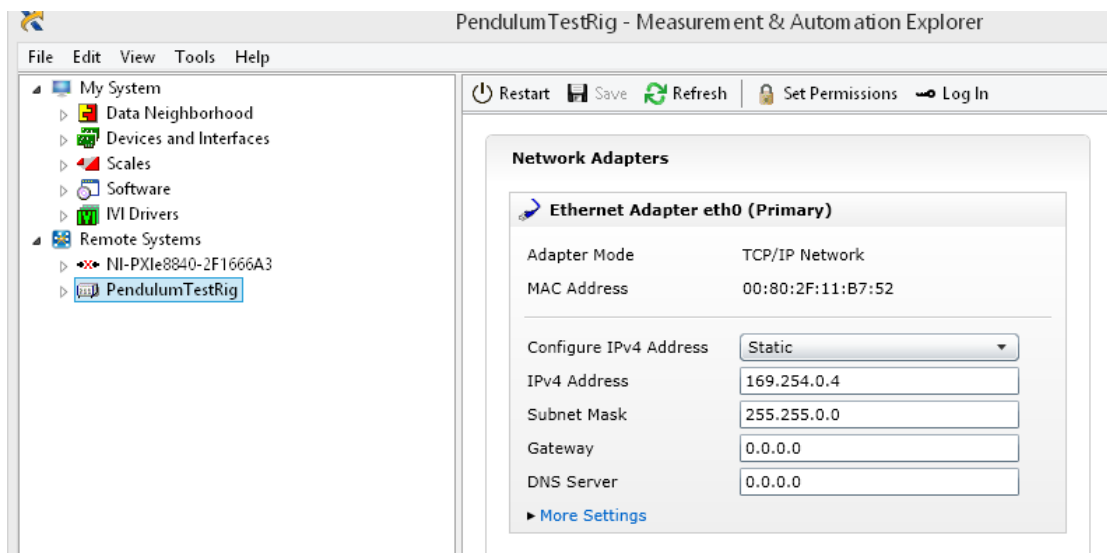 PendulumTestRig - Measurement & Automation Explorer
File Edit View Tools Help
My System
Data Neighborhood
Devices and Interfaces
Scales
Software
IVI Drivers
Remote Systems
NI-PXIe8840-2F1666A3
PendulumTestRig
Restart Save Refresh Set Permissions Log In
Network Adapters
Ethernet Adapter eth0 (Primary)
Adapter Mode TCP/IP Network
MAC Address 00:80:2F:11:B7:52
Configure IPv4 Address Static
IPv4 Address 169.254.0.4
Subnet Mask 255.255.0.0
Gateway 0.0.0.0
DNS Server 0.0.0.0
More Settings